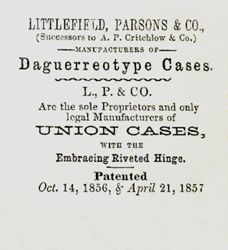 LITTLEFIELD, PARSONS & CO.,
(Successors to A. P. Critchlow & Co.)
MANUFACTURERS OF
Daguerreotype Cases.
L., P. & CO.
Are the sole Proprietors and only
legal Manufacturers of
UNION CASES,
WITH THE
Embracing Riveted Hinge.
Patented
Oct. 14, 1856, & April 21, 1857